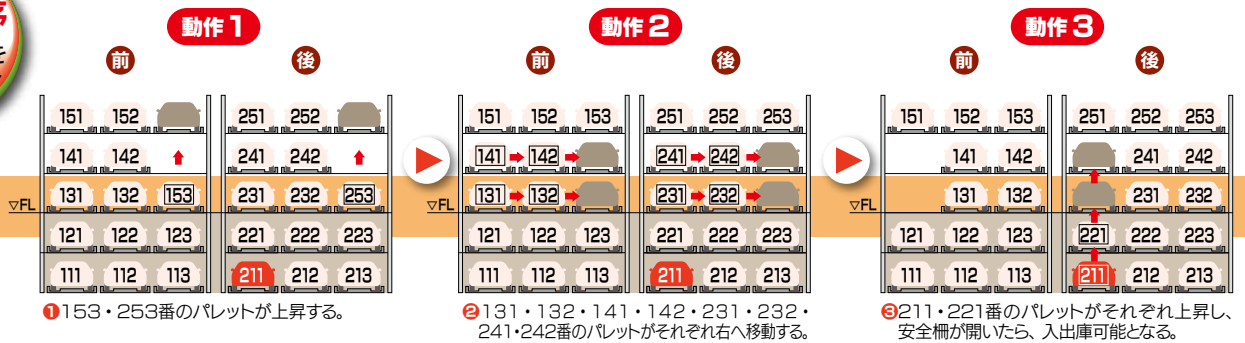 動作1
前 後
151 152 251 252
141 142 241 242
131 132 153 231 232 253
▽FL
121 122 123 221 222 223
111 112 113 211 212 213
❶153・253番のパレットが上昇する。
動作2
前 後
151 152 153 251 252 253
141 142 241 242
131 132 231 232
▽FL
121 122 123 221 222 223
111 112 113 211 212 213
❷131・132・141・142・231・232・
241・242番のパレットがそれぞれ右へ移動する。
動作3
前 後
151 152 153 251 252 253
141 142 241 242
131 132 231 232
▽FL
121 122 123 221 222 223
111 112 113 211 212 213
❸211・221番のパレットがそれぞれ上昇し、
安全柵が開いたら、入出庫可能となる。